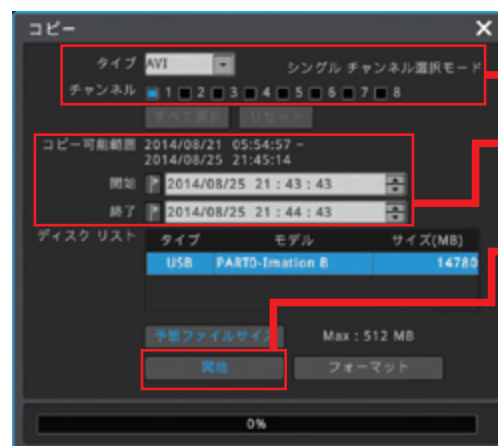 コピー
タイプ AVI シングル チャンネル選択モード
チャンネル 1 2 3 4 5 6 7 8
すべて選択 リセット
コピー可能範囲 2014/08/21 05:54:57 ~
2014/08/25 21:45:14
開始 2014/08/25 21:43:43
終了 2014/08/25 21:44:43
ディスク リスト タイプ モデル サイズ(MB)
USB PART0-Imation B 14780
予想ファイルサイズ Max : 512 MB
開始 フォーマット
0%